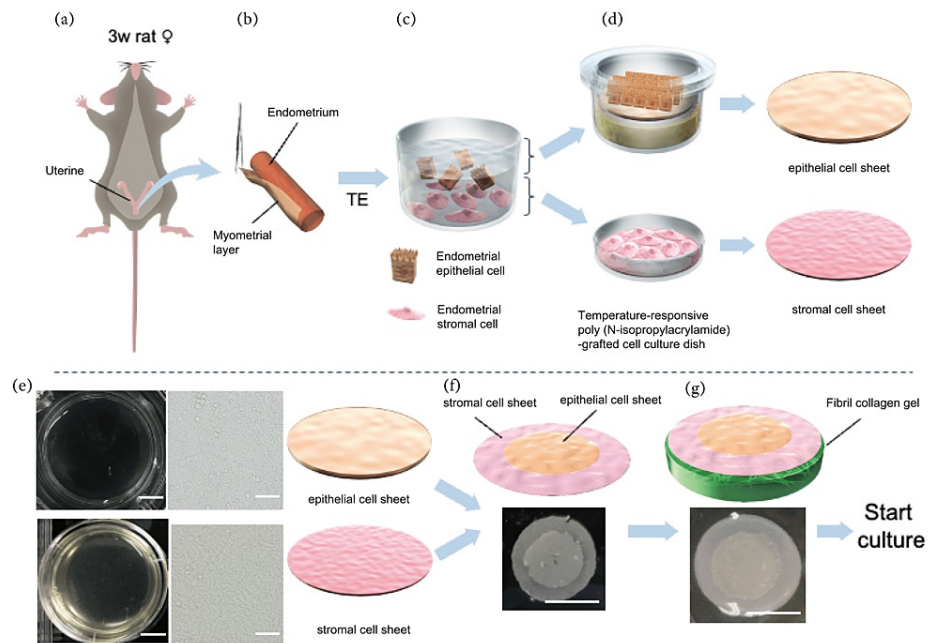 (a)
3w rat ♀
Uterine
(b)
Endometrium
Myometrial
layer
TE
(c)
Endometrial
epithelial cell
Endometrial
stromal cell
(d)
epithelial cell sheet
Temperature-responsive
poly (N-isopropylacrylamide)
-grafted cell culture dish
stromal cell sheet
(e)
epithelial cell sheet
stromal cell sheet
(f)
stromal cell sheet
epithelial cell sheet
(g)
Fibril collagen gel
Start
culture